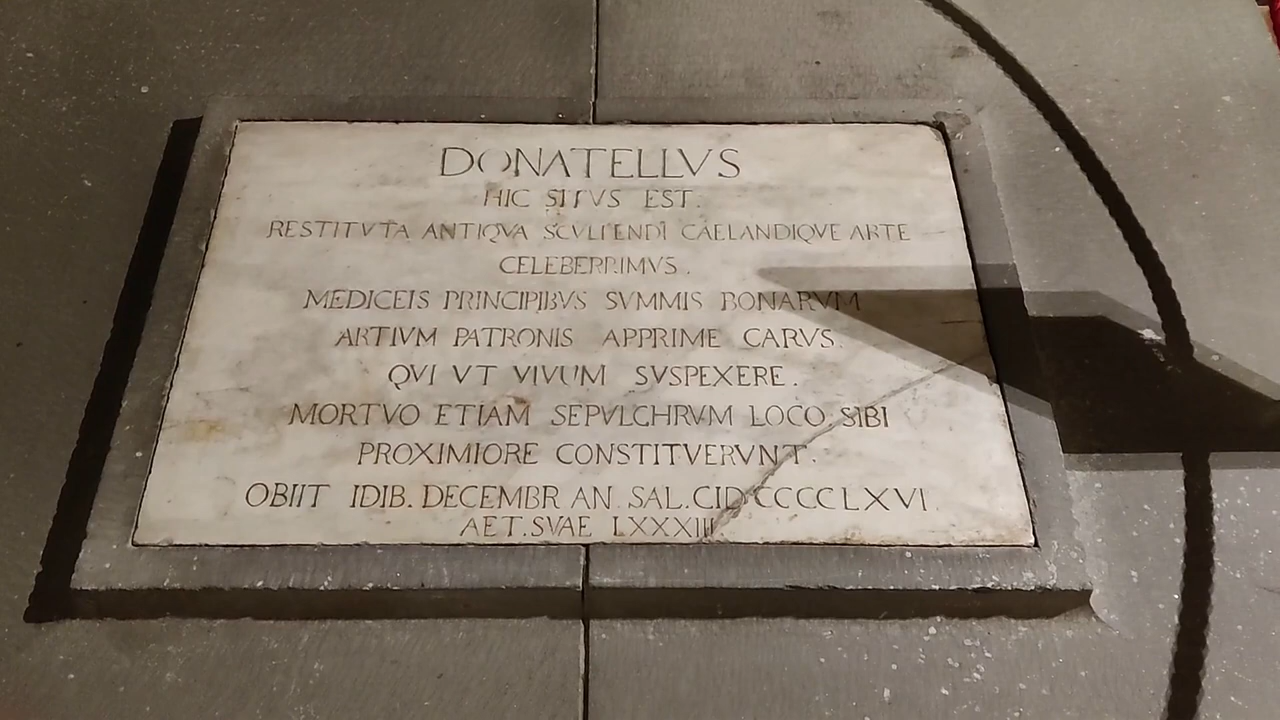 DONATELLVS
HIC SITVS EST.
RESTITVTA ANTIQVA SCVLPENDI CAELANDIQVE ARTE
CELEBERRIMVS.
MEDICEIS PRINCIPIBVS SVMMIS BONARVM
ARTIVM PATRONIS APPRIME CARVS.
QVI VT VIVUM SVSPEXERE.
MORTVO ETIAM SEPVLCHRVM LOCO SIBI
PROXIMIORE CONSTITVERVNT.
OBIIT IDIB. DECEMBR AN. SAL. CIƆCCCCLXVI.
AET. SVAE LXXXIII.